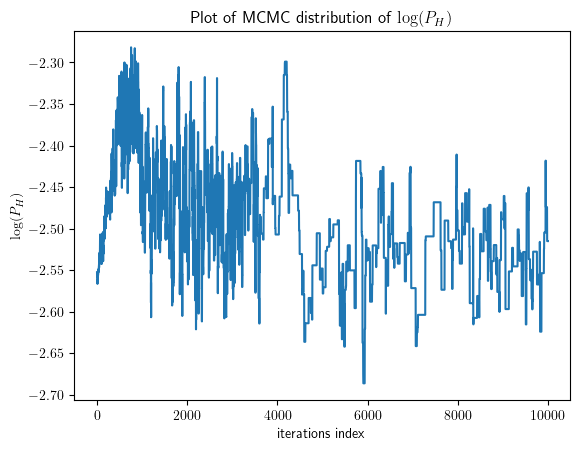 Plot of MCMC distribution of log(P_H)
−2.30
−2.35
−2.40
−2.45
−2.50
−2.55
−2.60
−2.65
−2.70
log(P_H)
0 2000 4000 6000 8000 10000
iterations index